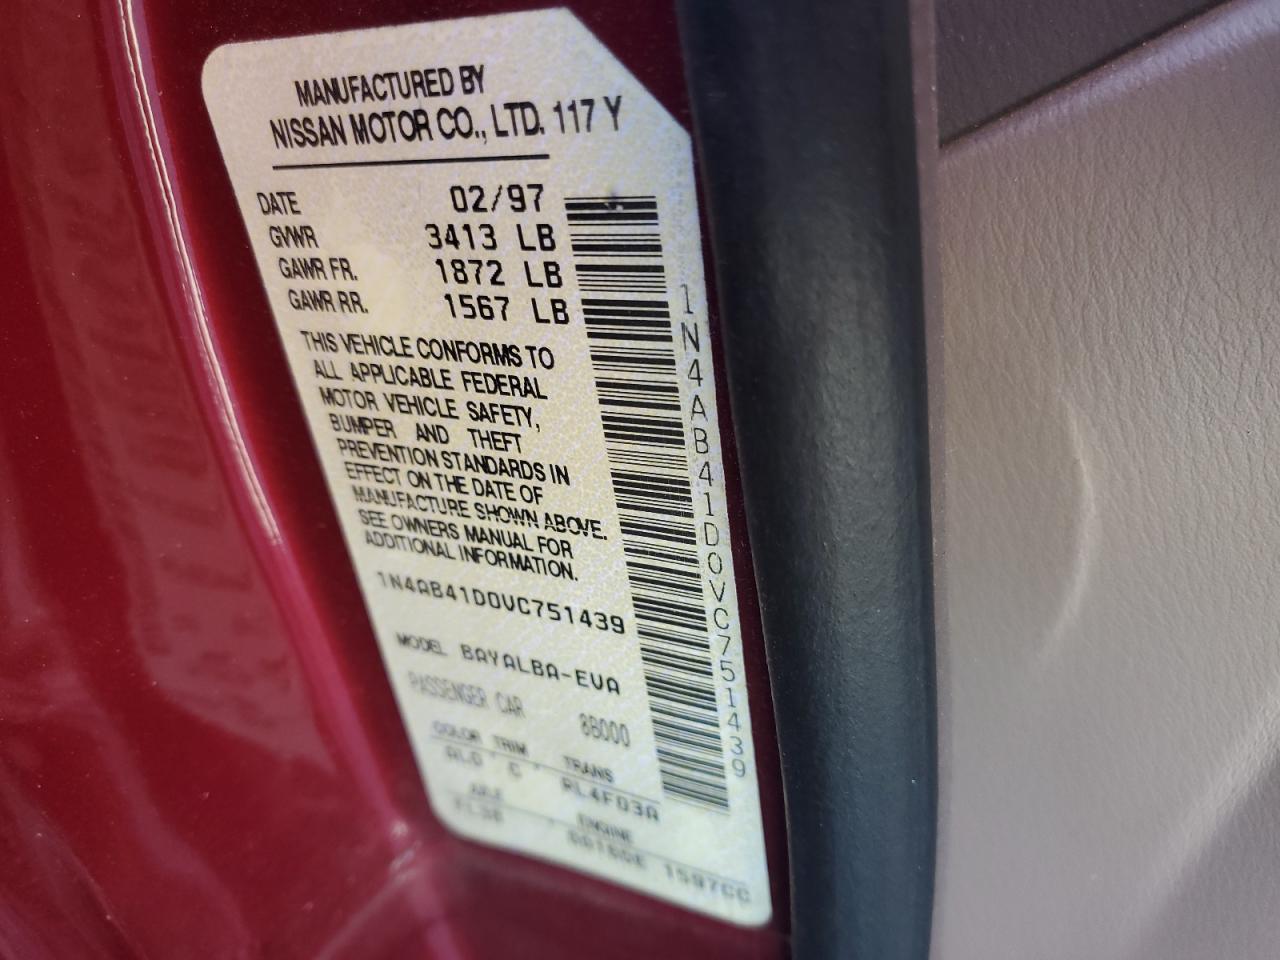 MANUFACTURED BY
NISSAN MOTOR CO., LTD. 117 Y
DATE 02/97
GVWR 3413 LB
GAWR FR. 1872 LB
GAWR RR. 1567 LB
THIS VEHICLE CONFORMS TO
ALL APPLICABLE FEDERAL
MOTOR VEHICLE SAFETY,
BUMPER AND THEFT
PREVENTION STANDARDS IN
EFFECT ON THE DATE OF
MANUFACTURE SHOWN ABOVE.
SEE OWNERS MANUAL FOR
ADDITIONAL INFORMATION.
1N4AB41D0VC751439
MODEL BAYALBA-EVA
PASSENGER CAR 8B000
COLOR TRIM TRANS
RL4F03A
AXLE ENGINE
1597CC
1N4AB41D0VC751439